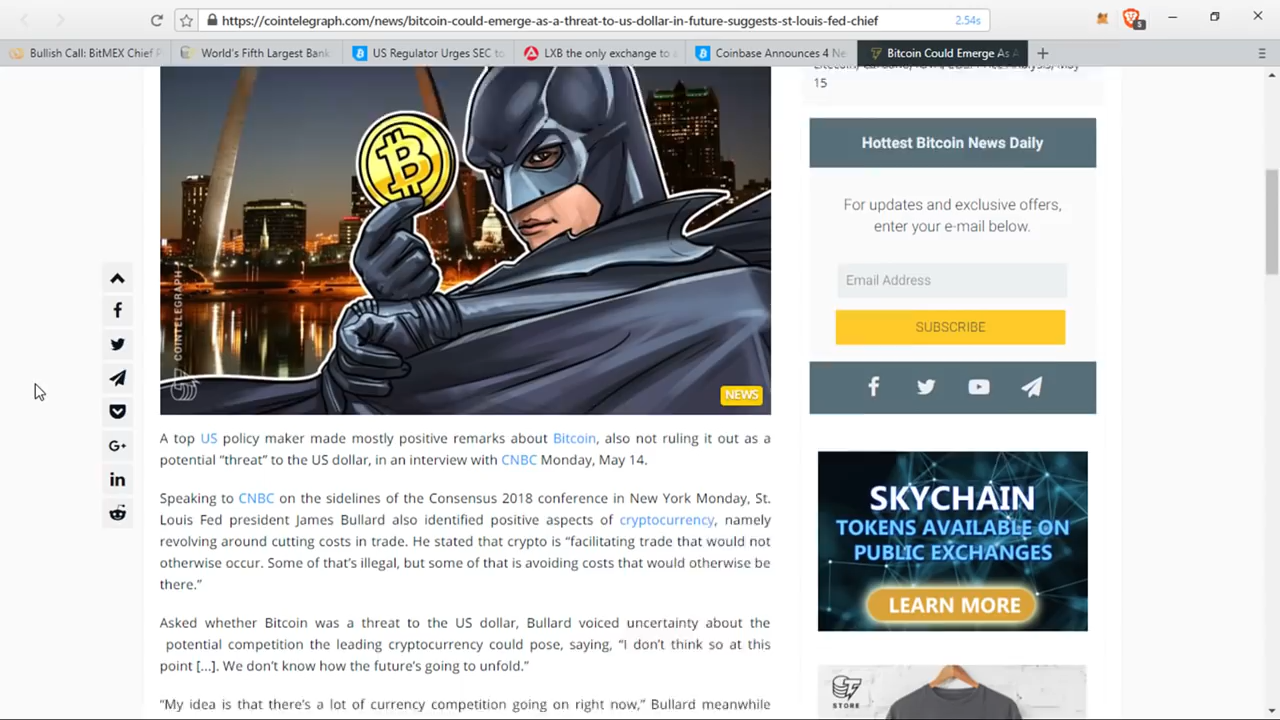 https://cointelegraph.com/news/bitcoin-could-emerge-as-a-threat-to-us-dollar-in-future-suggests-st-louis-fed-chief
2.54s
5
Bullish Call: BitMEX Chief P
World's Fifth Largest Bank
US Regulator Urges SEC to
LXB the only exchange to
Coinbase Announces 4 Ne
Bitcoin Could Emerge As A
May
15
COINTELEGRAPH
NEWS
Hottest Bitcoin News Daily
For updates and exclusive offers,
enter your e-mail below.
Email Address
SUBSCRIBE
A top US policy maker made mostly positive remarks about Bitcoin, also not ruling it out as a
potential “threat” to the US dollar, in an interview with CNBC Monday, May 14.
Speaking to CNBC on the sidelines of the Consensus 2018 conference in New York Monday, St.
Louis Fed president James Bullard also identified positive aspects of cryptocurrency, namely
revolving around cutting costs in trade. He stated that crypto is “facilitating trade that would not
otherwise occur. Some of that’s illegal, but some of that is avoiding costs that would otherwise be
there.”
Asked whether Bitcoin was a threat to the US dollar, Bullard voiced uncertainty about the
potential competition the leading cryptocurrency could pose, saying, “I don’t think so at this
point [...]. We don’t know how the future’s going to unfold.”
“My idea is that there’s a lot of currency competition going on right now,” Bullard meanwhile
SKYCHAIN
TOKENS AVAILABLE ON
PUBLIC EXCHANGES
LEARN MORE
STORE